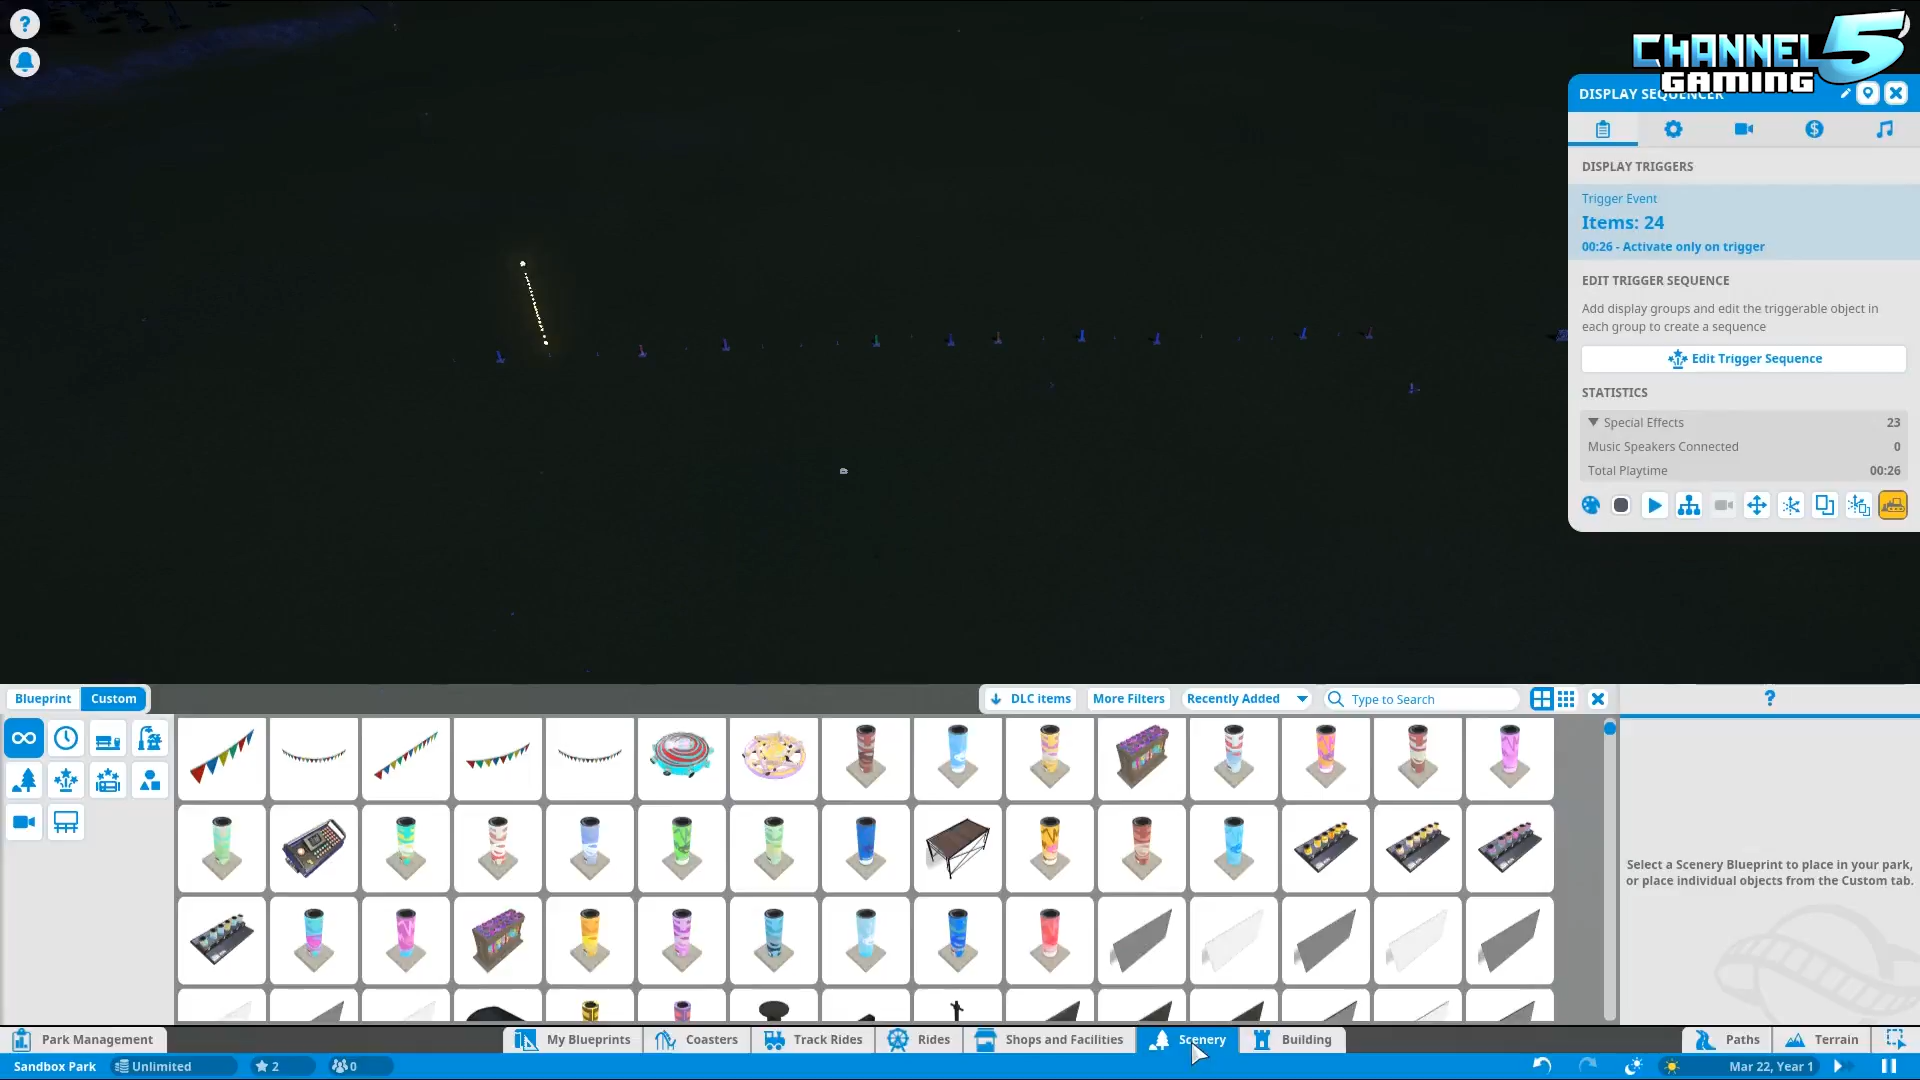 CHANNEL 5
GAMING
DISPLAY SEQUENCER
DISPLAY TRIGGERS
Trigger Event
Items: 24
00:26 - Activate only on trigger
EDIT TRIGGER SEQUENCE
Add display groups and edit the triggerable object in
each group to create a sequence
Edit Trigger Sequence
STATISTICS
Special Effects 23
Music Speakers Connected 0
Total Playtime 00:26
Blueprint Custom
DLC items More Filters Recently Added Type to Search
?
Select a Scenery Blueprint to place in your park,
or place individual objects from the Custom tab.
Park Management My Blueprints Coasters Track Rides Rides Shops and Facilities Scenery Building Paths Terrain
Sandbox Park Unlimited 2 0 Mar 22, Year 1